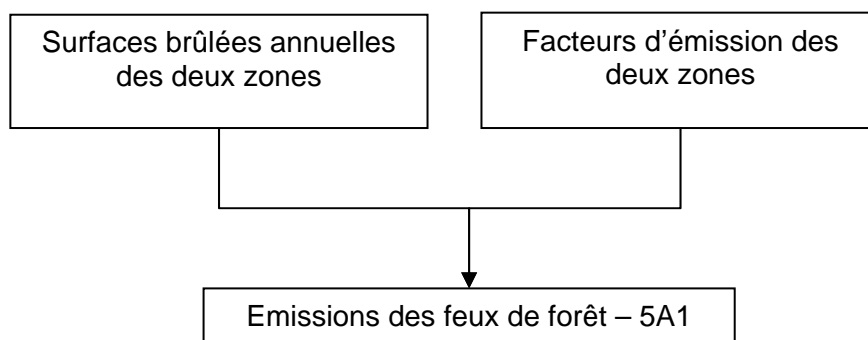 Surfaces brûlées annuelles
des deux zones
Facteurs d’émission des
deux zones
Emissions des feux de forêt – 5A1